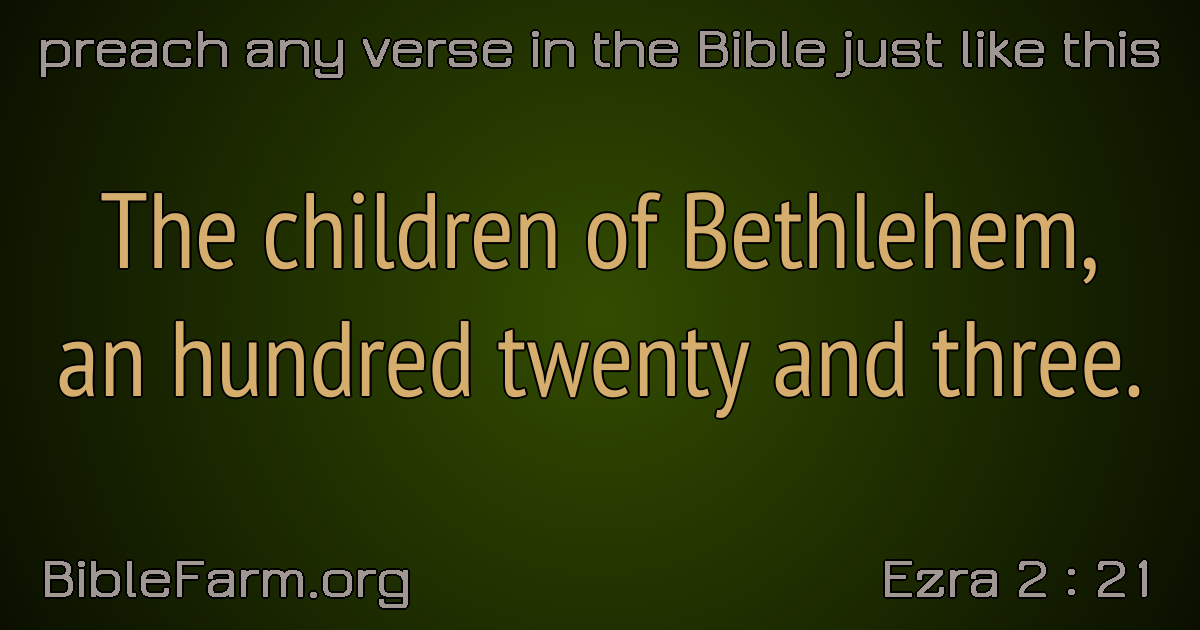 preach any verse in the Bible just like this
The children of Bethlehem,
an hundred twenty and three.
BibleFarm.org
Ezra 2 : 21